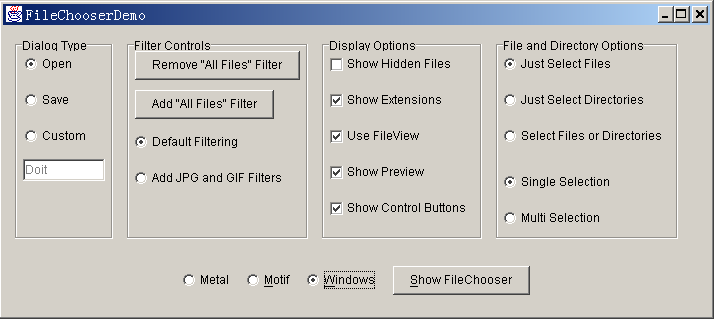 FileChooserDemo
Dialog Type
Open
Save
Custom
Doit
Filter Controls
Remove "All Files" Filter
Add "All Files" Filter
Default Filtering
Add JPG and GIF Filters
Display Options
Show Hidden Files
Show Extensions
Use FileView
Show Preview
Show Control Buttons
File and Directory Options
Just Select Files
Just Select Directories
Select Files or Directories
Single Selection
Multi Selection
Metal
Motif
Windows
Show FileChooser